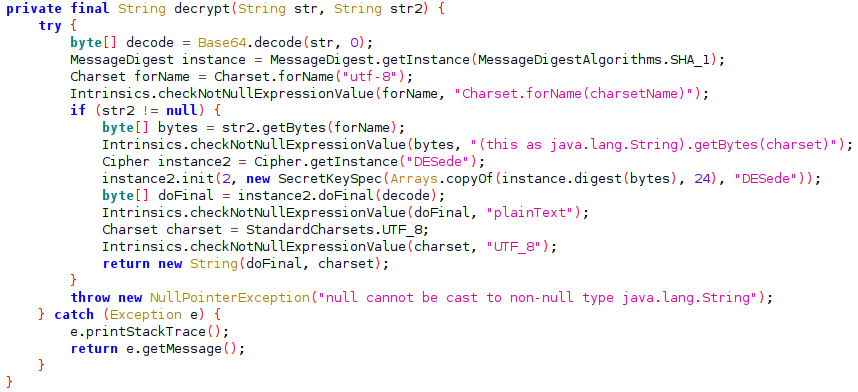 private final String decrypt(String str, String str2) {
    try {
        byte[] decode = Base64.decode(str, 0);
        MessageDigest instance = MessageDigest.getInstance(MessageDigestAlgorithms.SHA_1);
        Charset forName = Charset.forName("utf-8");
        Intrinsics.checkNotNullExpressionValue(forName, "Charset.forName(charsetName)");
        if (str2 != null) {
            byte[] bytes = str2.getBytes(forName);
            Intrinsics.checkNotNullExpressionValue(bytes, "(this as java.lang.String).getBytes(charset)");
            Cipher instance2 = Cipher.getInstance("DESede");
            instance2.init(2, new SecretKeySpec(Arrays.copyOf(instance.digest(bytes), 24), "DESede"));
            byte[] doFinal = instance2.doFinal(decode);
            Intrinsics.checkNotNullExpressionValue(doFinal, "plainText");
            Charset charset = StandardCharsets.UTF_8;
            Intrinsics.checkNotNullExpressionValue(charset, "UTF_8");
            return new String(doFinal, charset);
        }
        throw new NullPointerException("null cannot be cast to non-null type java.lang.String");
    } catch (Exception e) {
        e.printStackTrace();
        return e.getMessage();
    }
}